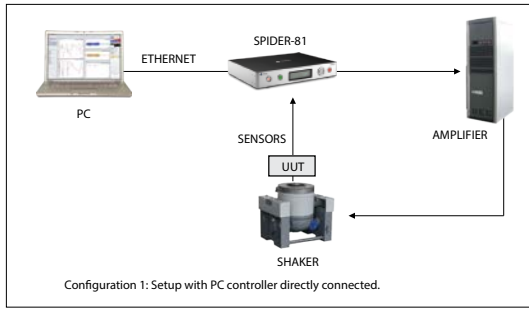 SPIDER-81
ETHERNET
PC
AMPLIFIER
SENSORS
UUT
SHAKER
Configuration 1: Setup with PC controller directly connected.